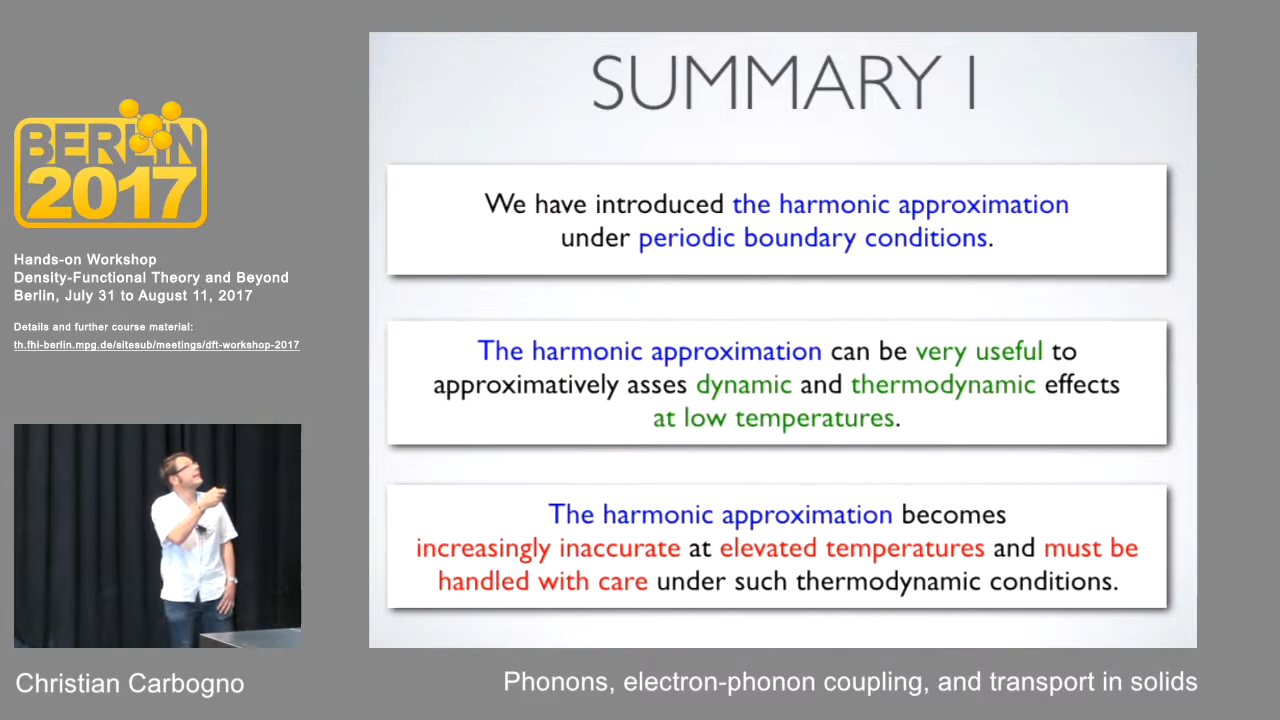 BERLIN
2017
Hands-on Workshop
Density-Functional Theory and Beyond
Berlin, July 31 to August 11, 2017
Details and further course material:
th.fhi-berlin.mpg.de/sitesub/meetings/dft-workshop-2017
SUMMARY I
We have introduced the harmonic approximation
under periodic boundary conditions.
The harmonic approximation can be very useful to
approximatively asses dynamic and thermodynamic effects
at low temperatures.
The harmonic approximation becomes
increasingly inaccurate at elevated temperatures and must be
handled with care under such thermodynamic conditions.
Christian Carbogno
Phonons, electron-phonon coupling, and transport in solids